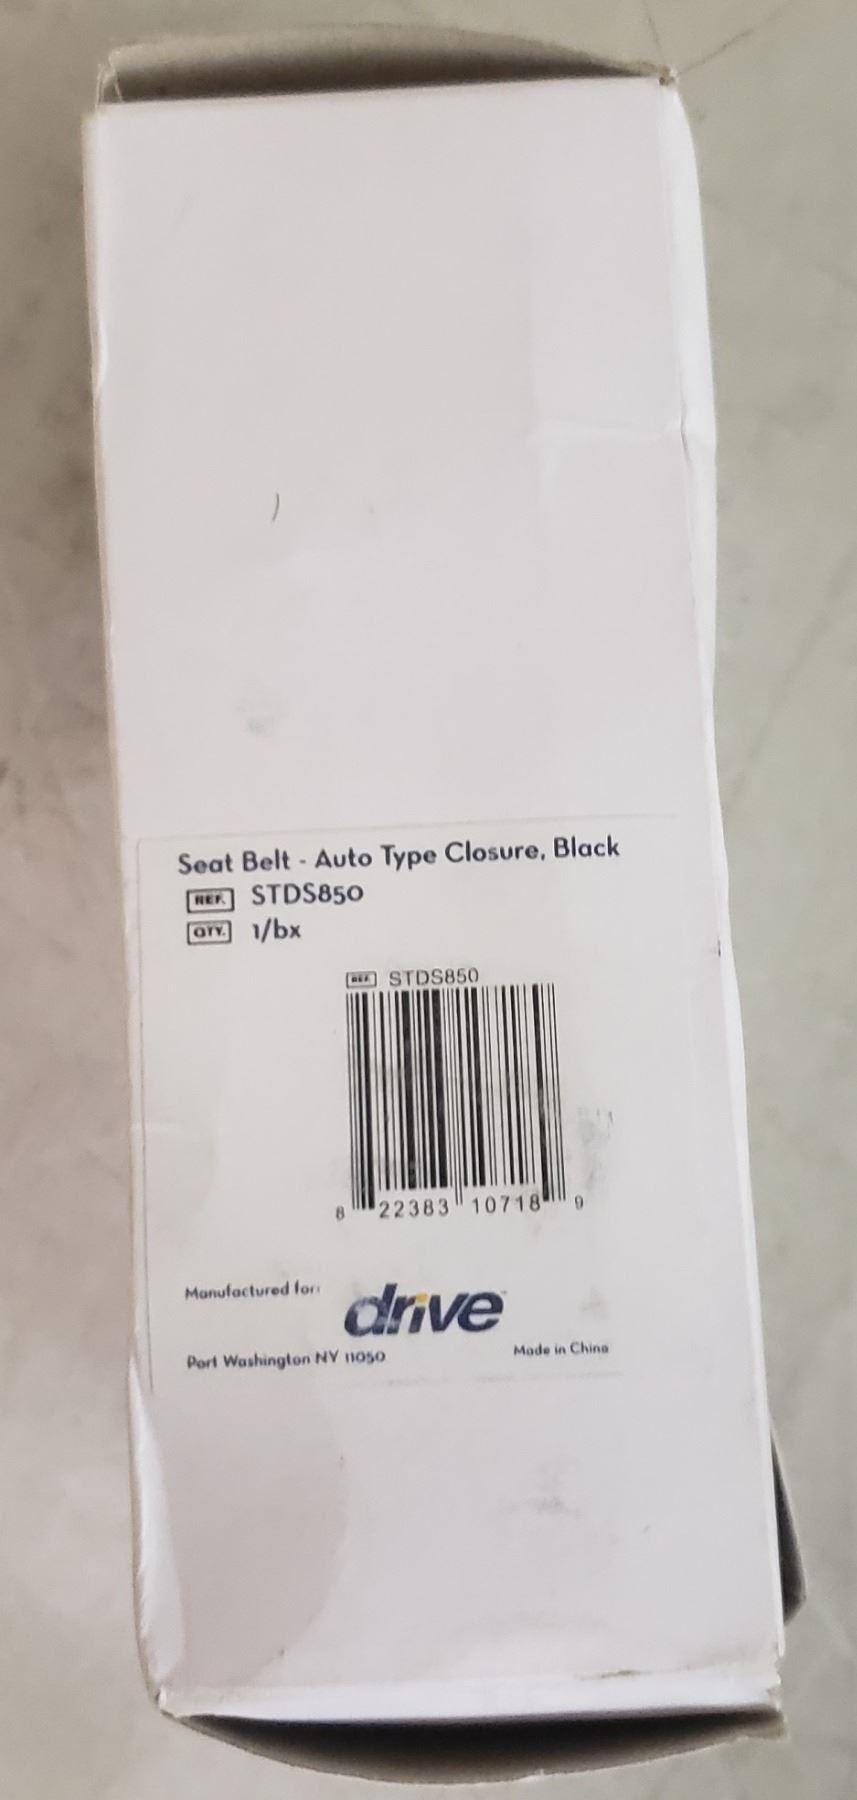 Seat Belt - Auto Type Closure, Black
REF. STDS850
QTY. 1/bx
REF. STDS850
8 22383 10718 9
Manufactured for: drive™
Port Washington NY 11050
Made in China